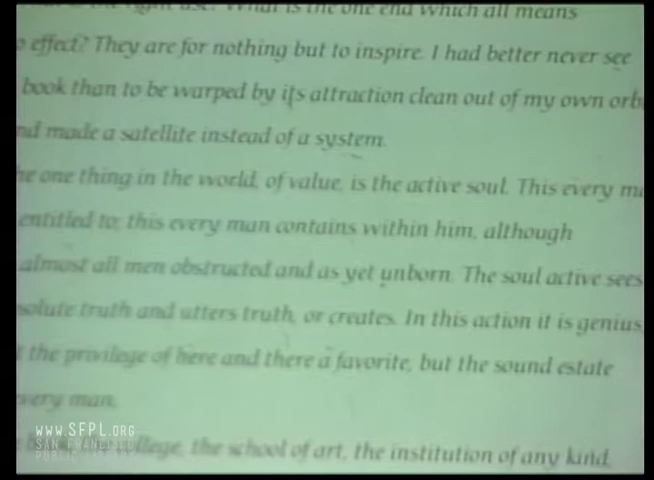 the right use? What is the one end which all means
o effect? They are for nothing but to inspire. I had better never see
book than to be warped by its attraction clean out of my own orb
nd made a satellite instead of a system.
he one thing in the world, of value, is the active soul. This every m
entitled to; this every man contains within him, although
almost all men obstructed and as yet unborn. The soul active sees
solute truth and utters truth, or creates. In this action it is genius,
t the privilege of here and there a favorite, but the sound estate
very man.
llege, the school of art, the institution of any kind,
WWW.SFPL.ORG
SAN FRANCISCO
PUBLIC